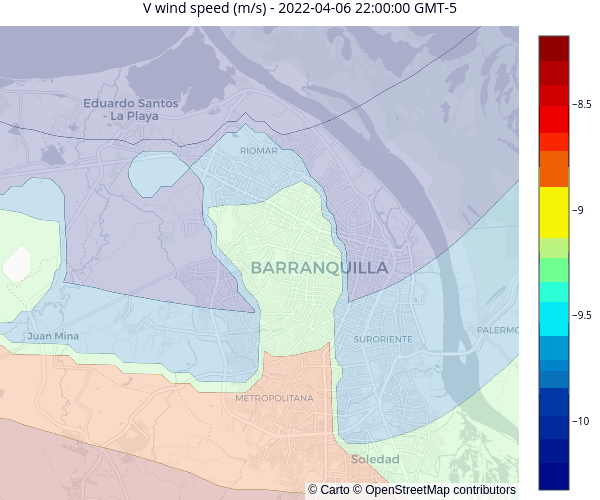 V wind speed (m/s) - 2022-04-06 22:00:00 GMT-5
Eduardo Santos
- La Playa
RIOMAR
BARRANQUILLA
Juan Mina
SURORIENTE
PALERMO
METROPOLITANA
Soledad
−8.5
−9
−9.5
−10
© Carto © OpenStreetMap contributors